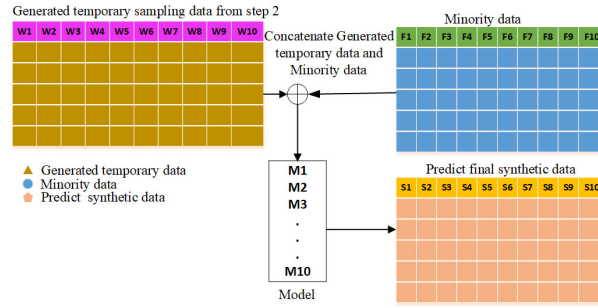 Generated temporary sampling data from step 2
W1 W2 W3 W4 W5 W6 W7 W8 W9 W10
Minority data
F1 F2 F3 F4 F5 F6 F7 F8 F9 F10
Concatenate Generated
temporary data and
Minority data
Generated temporary data
Minority data
Predict synthetic data
M1
M2
M3
.
.
.
M10
Model
Predict final synthetic data
S1 S2 S3 S4 S5 S6 S7 S8 S9 S10